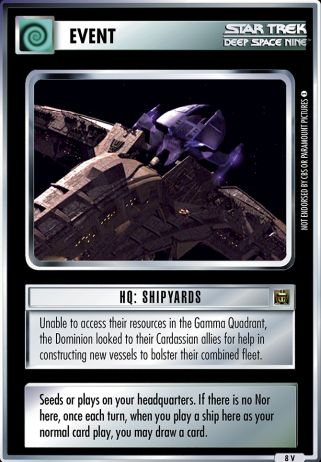 EVENT
STAR TREK
DEEP SPACE NINE
NOT ENDORSED BY CBS OR PARAMOUNT PICTURES
HQ: SHIPYARDS
Unable to access their resources in the Gamma Quadrant,
the Dominion looked to their Cardassian allies for help in
constructing new vessels to bolster their combined fleet.
Seeds or plays on your headquarters. If there is no Nor
here, once each turn, when you play a ship here as your
normal card play, you may draw a card.
8 V